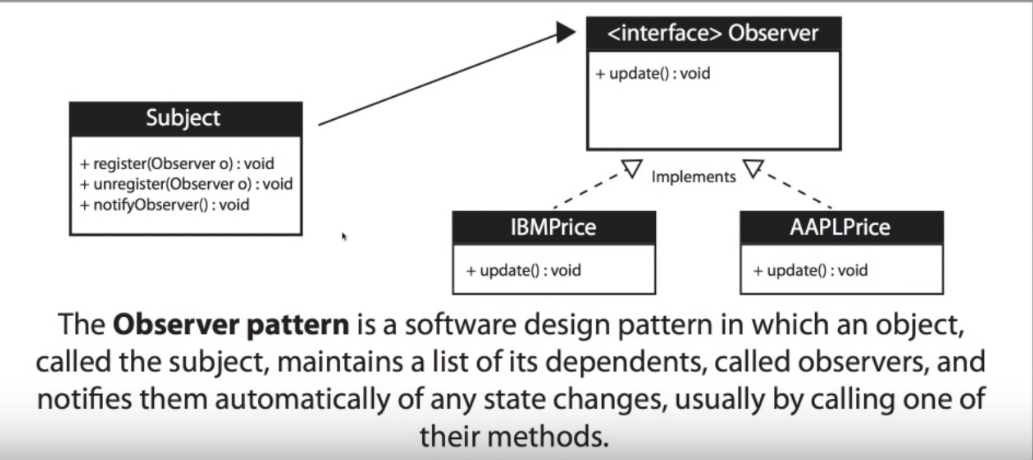 <interface> Observer
+ update() : void
Subject
+ register(Observer o) : void
+ unregister(Observer o) : void
+ notifyObserver() : void
Implements
IBMPrice
+ update() : void
AAPLPrice
+ update() : void
The Observer pattern is a software design pattern in which an object,
called the subject, maintains a list of its dependents, called observers, and
notifies them automatically of any state changes, usually by calling one of
their methods.